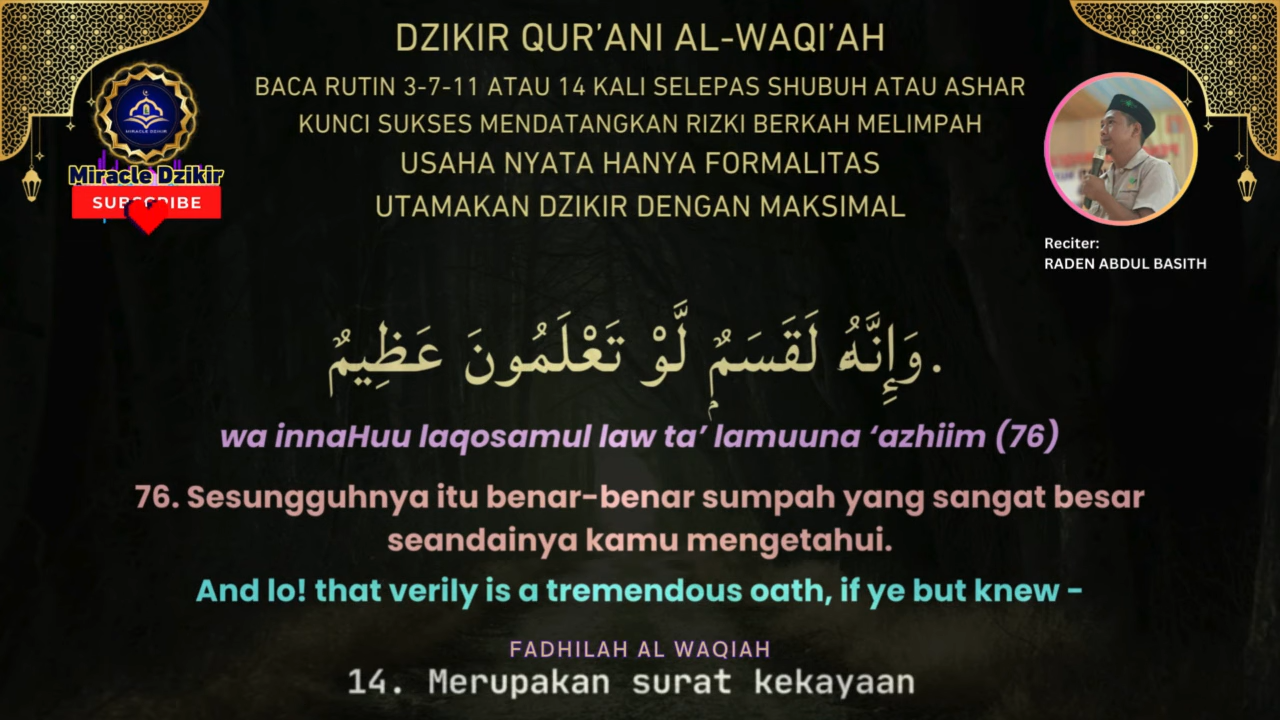 DZIKIR QUR'ANI AL-WAQI'AH
BACA RUTIN 3-7-11 ATAU 14 KALI SELEPAS SHUBUH ATAU ASHAR
KUNCI SUKSES MENDATANGKAN RIZKI BERKAH MELIMPAH
USAHA NYATA HANYA FORMALITAS
UTAMAKAN DZIKIR DENGAN MAKSIMAL
MIRACLE DZIKIR
Miracle Dzikir
SUBSCRIBE
Reciter:
RADEN ABDUL BASITH
وَإِنَّهُ لَقَسَمٌ لَّوْ تَعْلَمُونَ عَظِيمٌ.
wa innaHuu laqosamul law ta' lamuuna 'azhiim (76)
76. Sesungguhnya itu benar-benar sumpah yang sangat besar
seandainya kamu mengetahui.
And lo! that verily is a tremendous oath, if ye but knew -
FADHILAH AL WAQIAH
14. Merupakan surat kekayaan